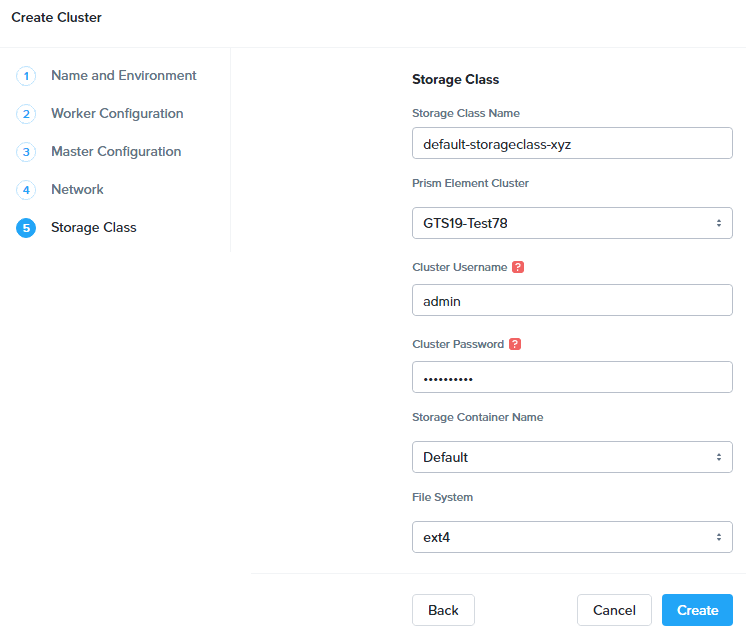 Create Cluster
1 Name and Environment
2 Worker Configuration
3 Master Configuration
4 Network
5 Storage Class
Storage Class
Storage Class Name
default-storageclass-xyz
Prism Element Cluster
GTS19-Test78
Cluster Username ?
admin
Cluster Password ?
••••••••••
Storage Container Name
Default
File System
ext4
Back Cancel Create